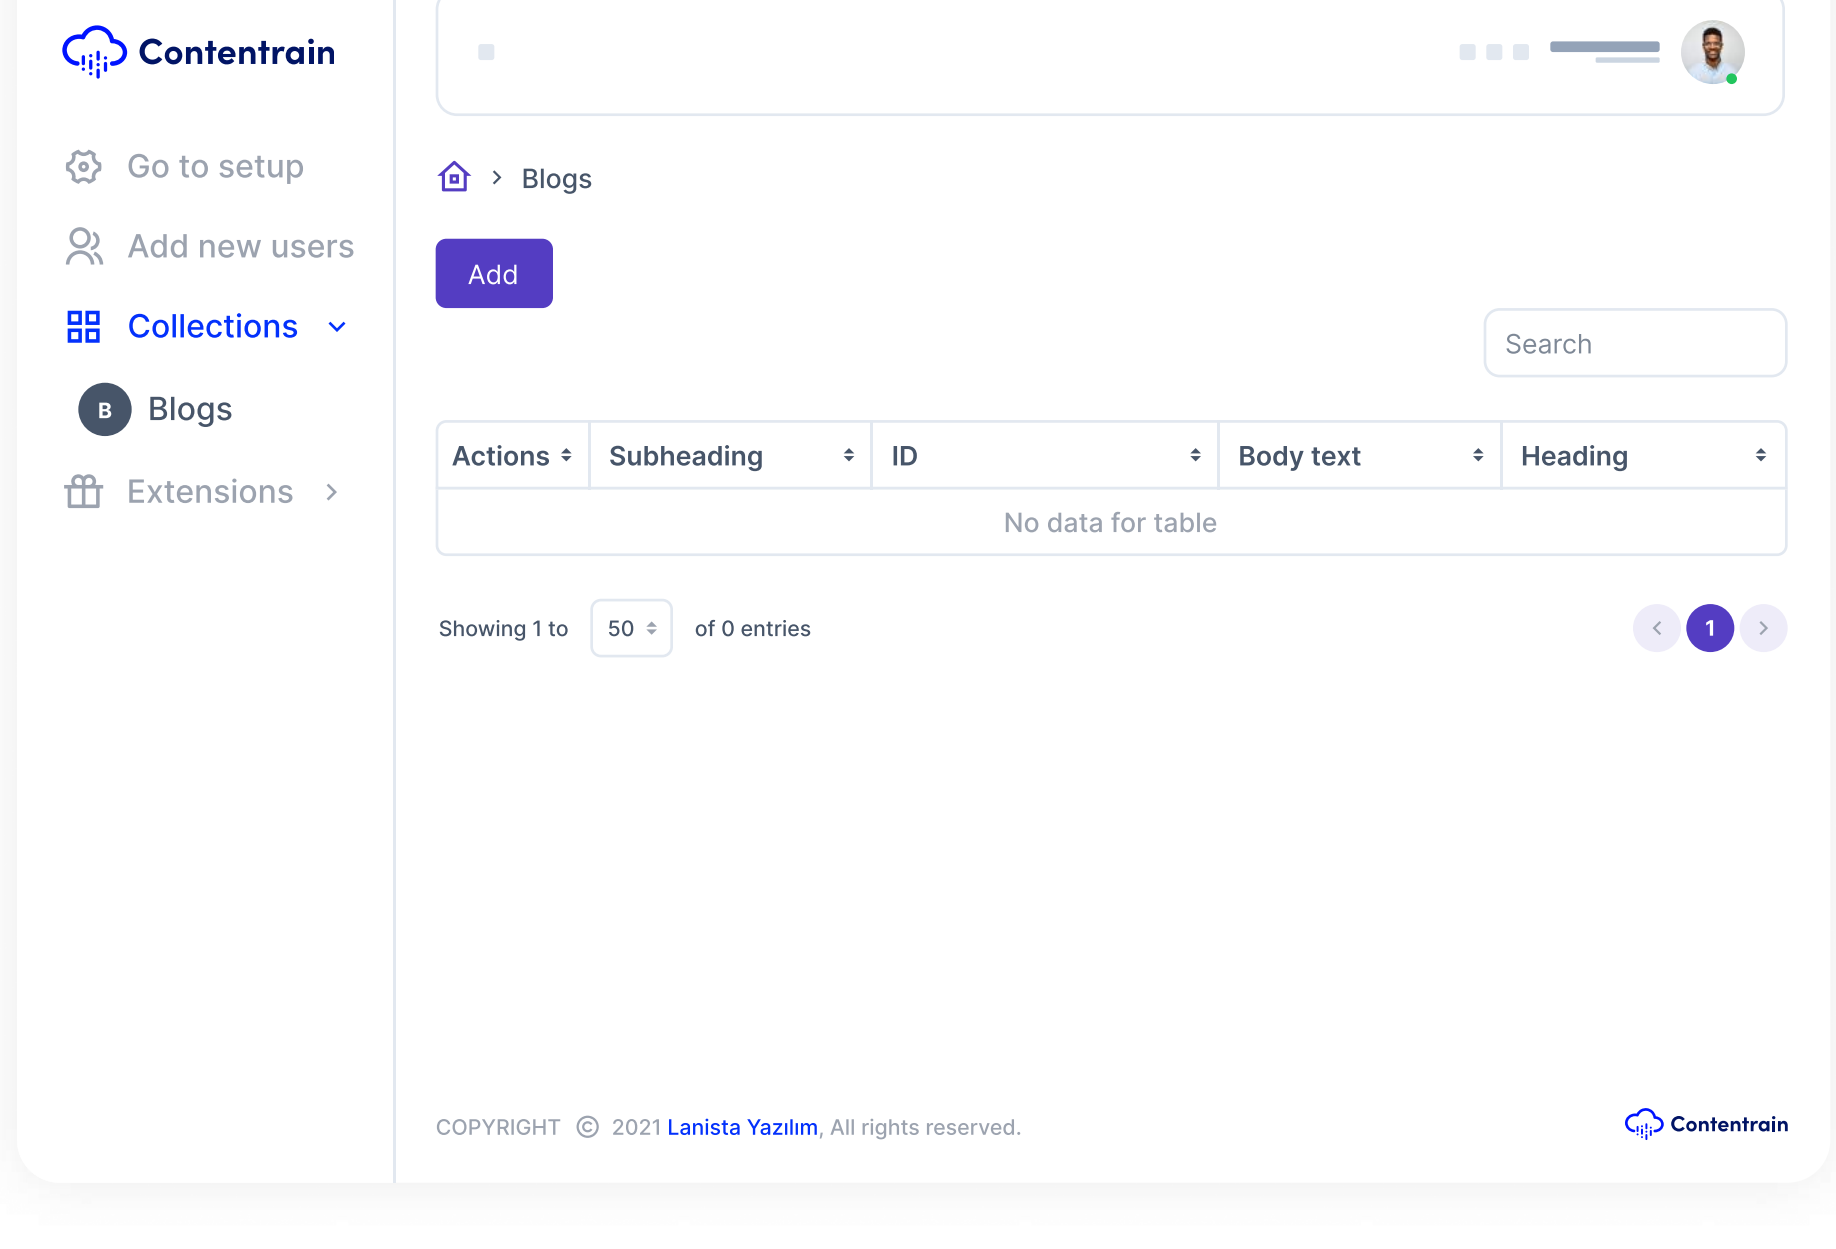 Contentrain
Go to setup
Add new users
Collections
B Blogs
Extensions
Blogs
Add
Search
Actions Subheading ID Body text Heading
No data for table
Showing 1 to 50 of 0 entries
1
COPYRIGHT © 2021 Lanista Yazılım, All rights reserved.
Contentrain